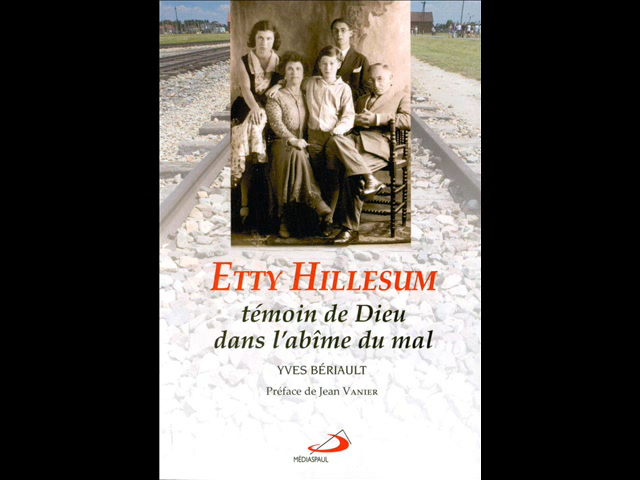 ETTY HILLESUM
témoin de Dieu
dans l'abîme du mal
YVES BÉRIAULT
Préface de Jean VANIER
MÉDIASPAUL